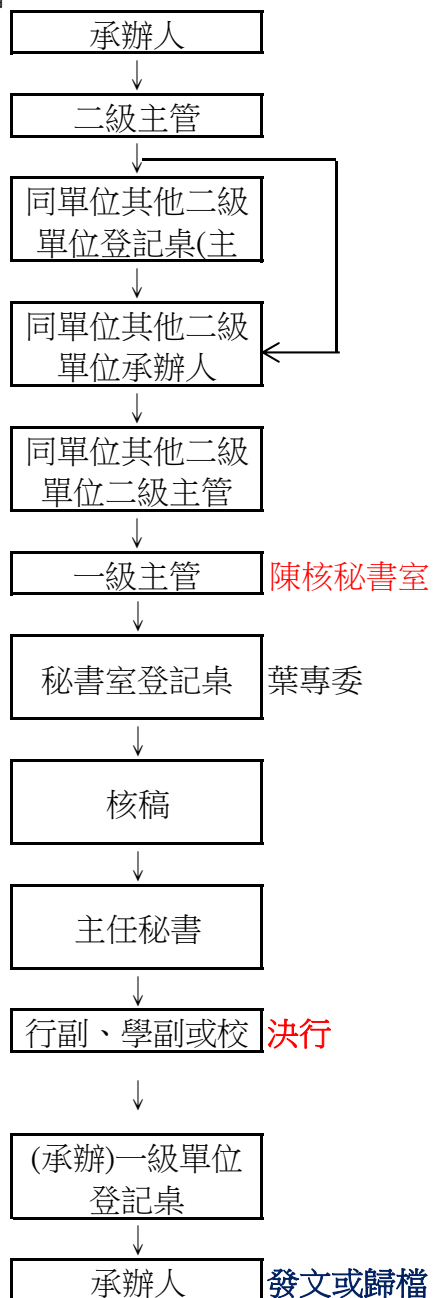 承辦人
二級主管
同單位其他二級
單位登記桌(主
同單位其他二級
單位承辦人
同單位其他二級
單位二級主管
一級主管 陳核秘書室
秘書室登記桌 葉專委
核稿
主任秘書
行副、學副或校 決行
(承辦)一級單位
登記桌
承辦人 發文或歸檔